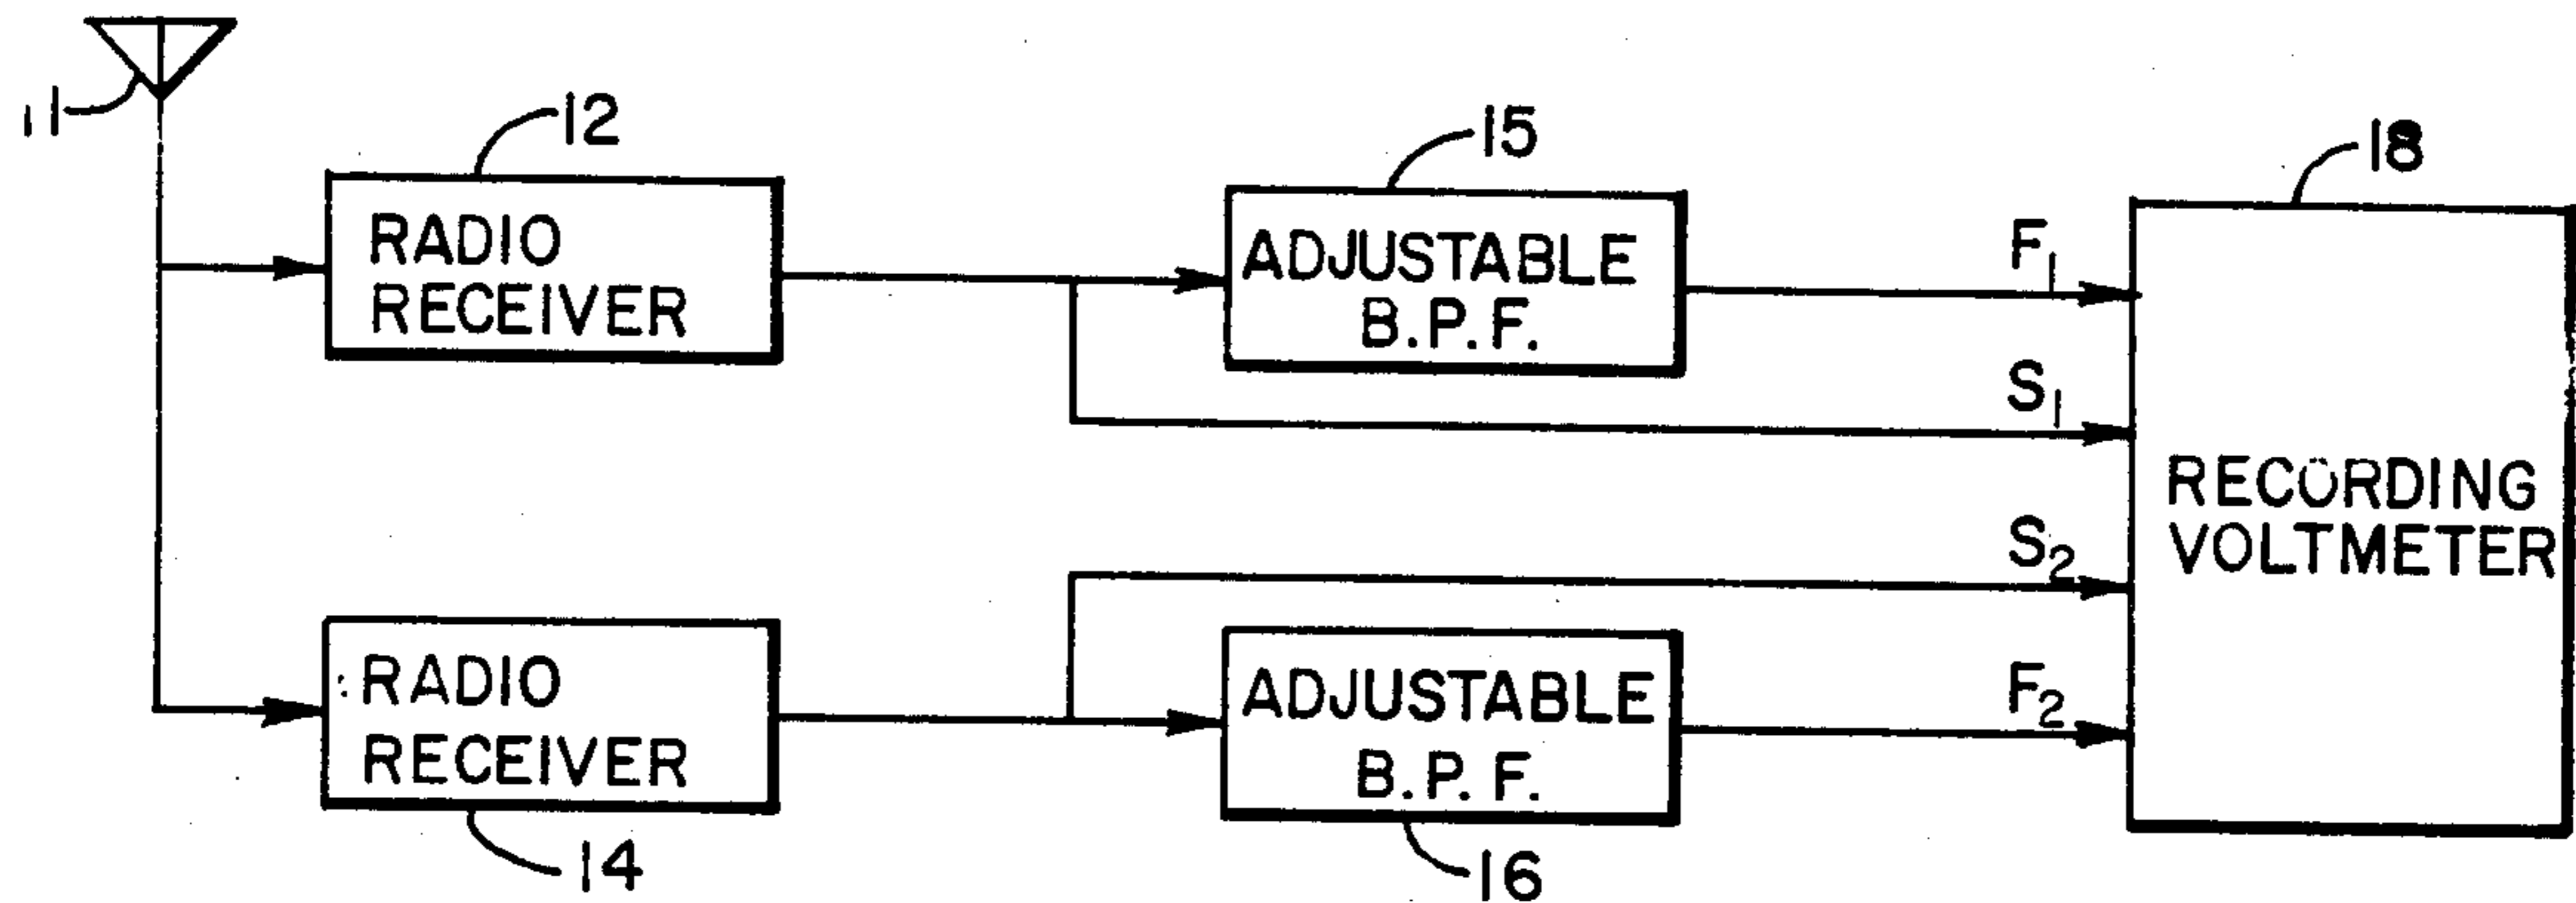 11
12
15
18
RADIO
RECEIVER
ADJUSTABLE
B.P.F.
F1
S1
RECORDING
VOLTMETER
S2
F2
RADIO
RECEIVER
ADJUSTABLE
B.P.F.
14
16